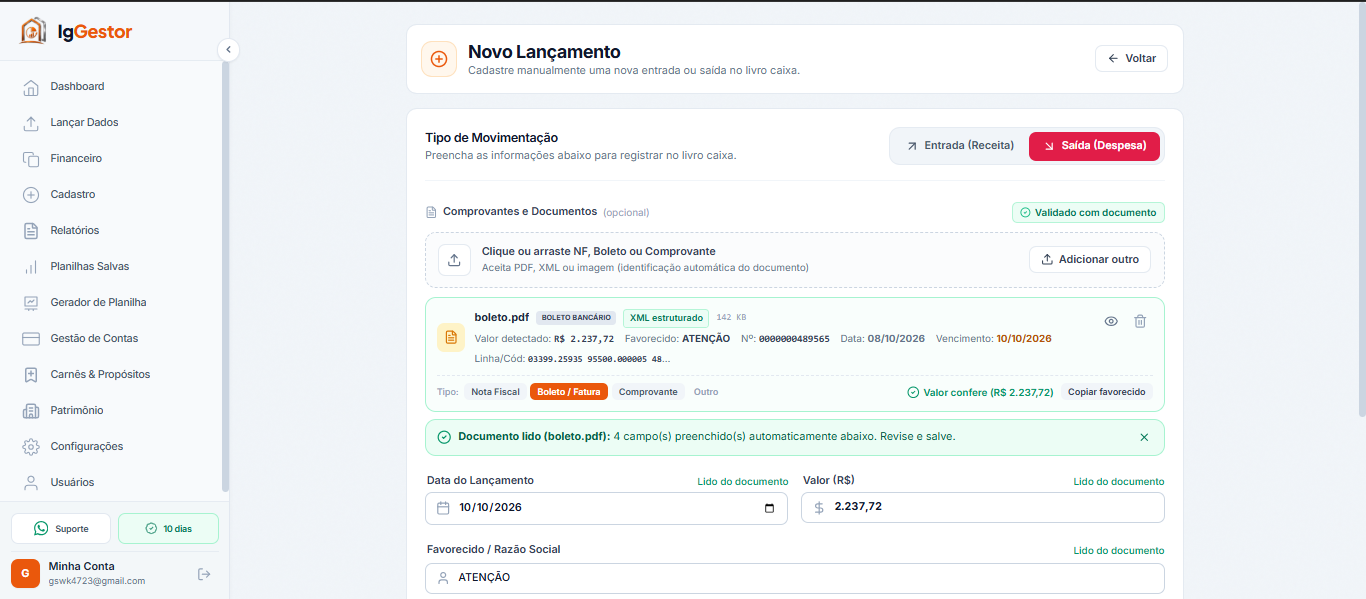 IgGestor
Dashboard
Lançar Dados
Financeiro
Cadastro
Relatórios
Planilhas Salvas
Gerador de Planilha
Gestão de Contas
Carnês & Propósitos
Patrimônio
Configurações
Usuários
Suporte
10 dias
G
Minha Conta
gswk4723@gmail.com
Novo Lançamento
Cadastre manualmente uma nova entrada ou saída no livro caixa.
Voltar
Tipo de Movimentação
Preencha as informações abaixo para registrar no livro caixa.
Entrada (Receita)
Saída (Despesa)
Comprovantes e Documentos (opcional)
Validado com documento
Clique ou arraste NF, Boleto ou Comprovante
Aceita PDF, XML ou imagem (identificação automática do documento)
Adicionar outro
boleto.pdf BOLETO BANCÁRIO XML estruturado 142 KB
Valor detectado: R$ 2.237,72 Favorecido: ATENÇÃO Nº: 0000000489565 Data: 08/10/2026 Vencimento: 10/10/2026
Linha/Cód: 03399.25935 95500.000005 48...
Tipo: Nota Fiscal Boleto / Fatura Comprovante Outro
Valor confere (R$ 2.237,72) Copiar favorecido
Documento lido (boleto.pdf): 4 campo(s) preenchido(s) automaticamente abaixo. Revise e salve.
Data do Lançamento Lido do documento
10/10/2026
Valor (R$) Lido do documento
$ 2.237,72
Favorecido / Razão Social Lido do documento
ATENÇÃO